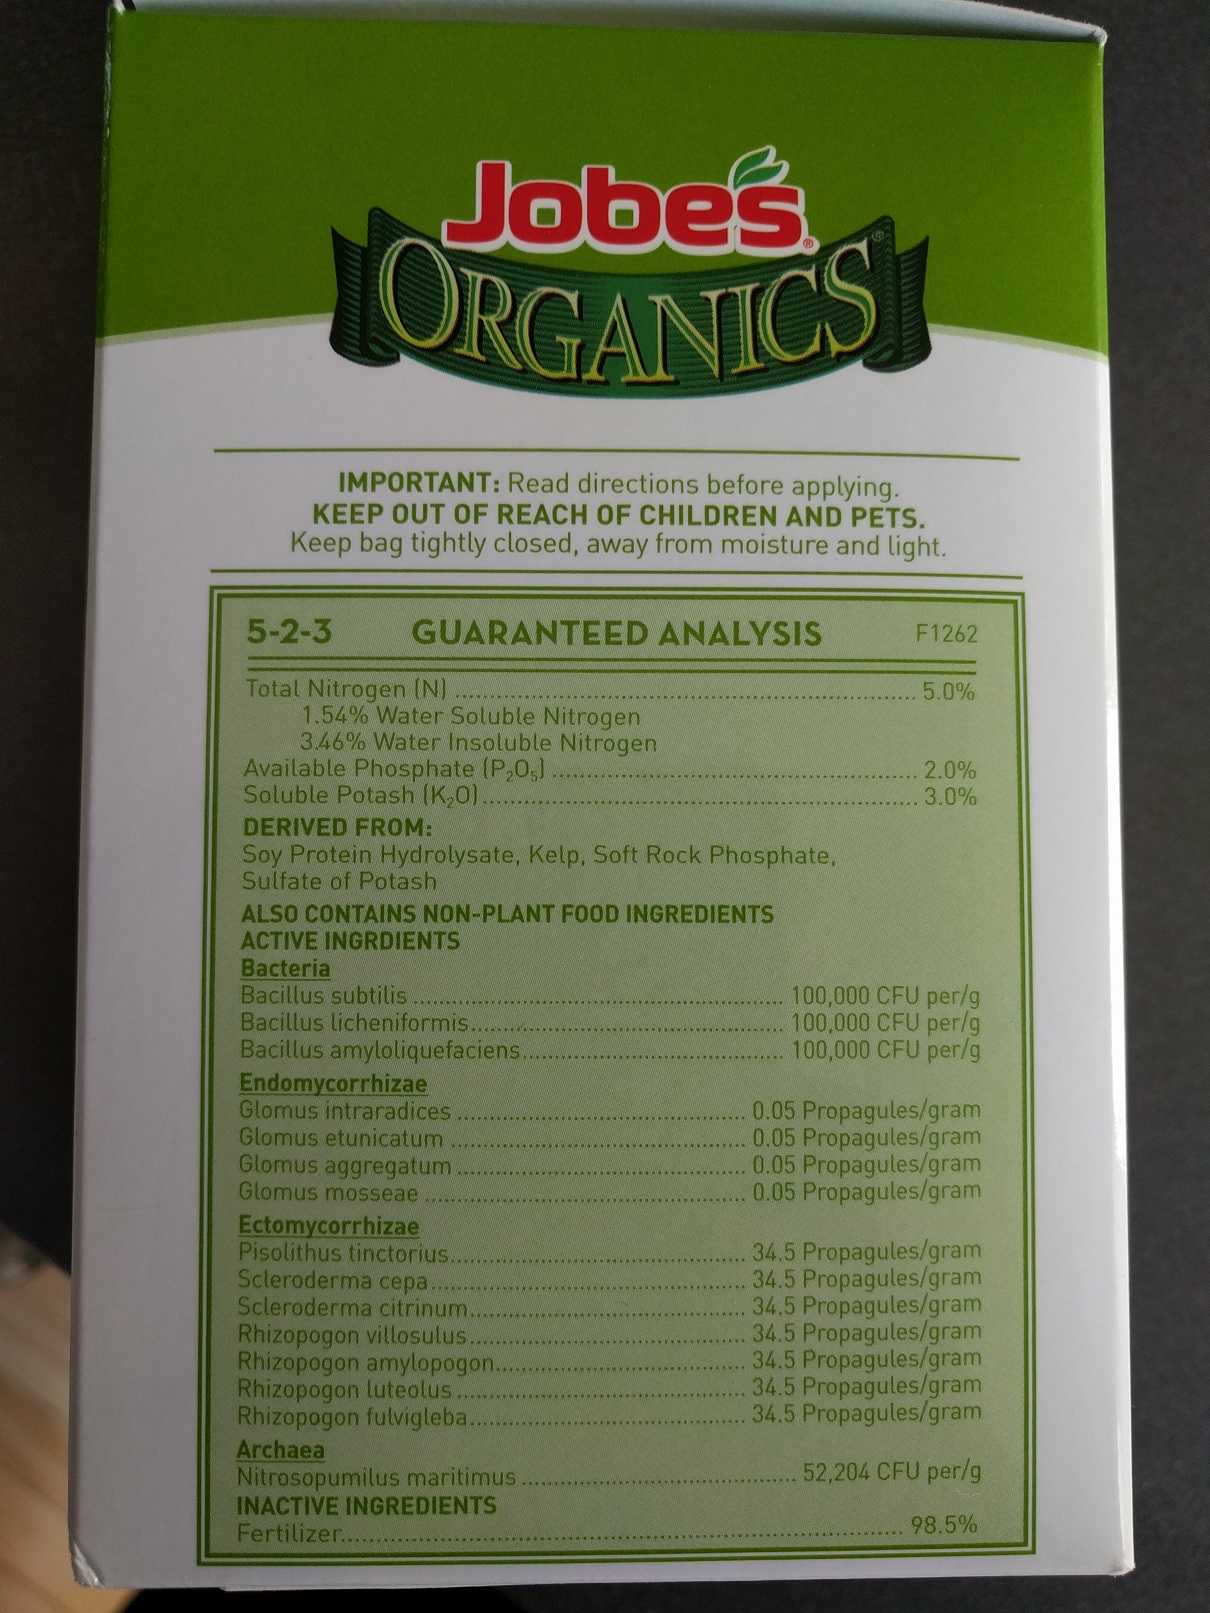 Jobe's®
ORGANICS®
IMPORTANT: Read directions before applying.
KEEP OUT OF REACH OF CHILDREN AND PETS.
Keep bag tightly closed, away from moisture and light.
5-2-3 GUARANTEED ANALYSIS F1262
Total Nitrogen (N) ........ 5.0%
1.54% Water Soluble Nitrogen
3.46% Water Insoluble Nitrogen
Available Phosphate (P₂O₅) ........ 2.0%
Soluble Potash (K₂O) ........ 3.0%
DERIVED FROM:
Soy Protein Hydrolysate, Kelp, Soft Rock Phosphate,
Sulfate of Potash
ALSO CONTAINS NON-PLANT FOOD INGREDIENTS
ACTIVE INGRDIENTS
Bacteria
Bacillus subtilis ........ 100,000 CFU per/g
Bacillus licheniformis ........ 100,000 CFU per/g
Bacillus amyloliquefaciens ........ 100,000 CFU per/g
Endomycorrhizae
Glomus intraradices ........ 0.05 Propagules/gram
Glomus etunicatum ........ 0.05 Propagules/gram
Glomus aggregatum ........ 0.05 Propagules/gram
Glomus mosseae ........ 0.05 Propagules/gram
Ectomycorrhizae
Pisolithus tinctorius ........ 34.5 Propagules/gram
Scleroderma cepa ........ 34.5 Propagules/gram
Scleroderma citrinum ........ 34.5 Propagules/gram
Rhizopogon villosulus ........ 34.5 Propagules/gram
Rhizopogon amylopogon ........ 34.5 Propagules/gram
Rhizopogon luteolus ........ 34.5 Propagules/gram
Rhizopogon fulvigleba ........ 34.5 Propagules/gram
Archaea
Nitrosopumilus maritimus ........ 52,204 CFU per/g
INACTIVE INGREDIENTS
Fertilizer ........ 98.5%